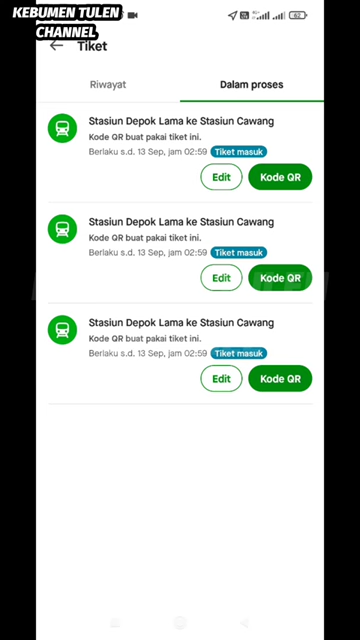 KEBUMEN TULEN
CHANNEL
62
Tiket
Riwayat
Dalam proses
Stasiun Depok Lama ke Stasiun Cawang
Kode QR buat pakai tiket ini.
Berlaku s.d. 13 Sep, jam 02:59 Tiket masuk
Edit
Kode QR
Stasiun Depok Lama ke Stasiun Cawang
Kode QR buat pakai tiket ini.
Berlaku s.d. 13 Sep, jam 02:59 Tiket masuk
Edit
Kode QR
Stasiun Depok Lama ke Stasiun Cawang
Kode QR buat pakai tiket ini.
Berlaku s.d. 13 Sep, jam 02:59 Tiket masuk
Edit
Kode QR